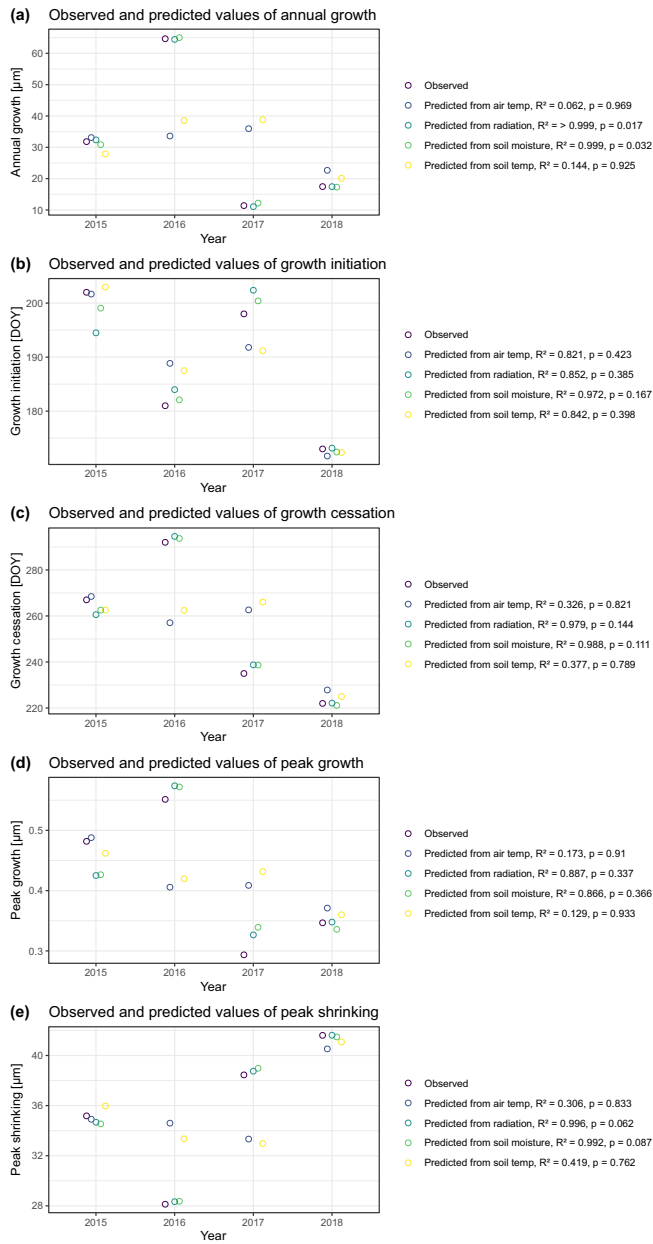 (a) Observed and predicted values of annual growth
Annual growth [µm]
60
50
40
30
20
10
2015 2016 2017 2018
Year
Observed
Predicted from air temp, R² = 0.062, p = 0.969
Predicted from radiation, R² = > 0.999, p = 0.017
Predicted from soil moisture, R² = 0.999, p = 0.032
Predicted from soil temp, R² = 0.144, p = 0.925
(b) Observed and predicted values of growth initiation
Growth initiation [DOY]
200
190
180
2015 2016 2017 2018
Year
Observed
Predicted from air temp, R² = 0.821, p = 0.423
Predicted from radiation, R² = 0.852, p = 0.385
Predicted from soil moisture, R² = 0.972, p = 0.167
Predicted from soil temp, R² = 0.842, p = 0.398
(c) Observed and predicted values of growth cessation
Growth cessation [DOY]
280
260
240
220
2015 2016 2017 2018
Year
Observed
Predicted from air temp, R² = 0.326, p = 0.821
Predicted from radiation, R² = 0.979, p = 0.144
Predicted from soil moisture, R² = 0.988, p = 0.111
Predicted from soil temp, R² = 0.377, p = 0.789
(d) Observed and predicted values of peak growth
Peak growth [µm]
0.5
0.4
0.3
2015 2016 2017 2018
Year
Observed
Predicted from air temp, R² = 0.173, p = 0.91
Predicted from radiation, R² = 0.887, p = 0.337
Predicted from soil moisture, R² = 0.866, p = 0.366
Predicted from soil temp, R² = 0.129, p = 0.933
(e) Observed and predicted values of peak shrinking
Peak shrinking [µm]
40
36
32
28
2015 2016 2017 2018
Year
Observed
Predicted from air temp, R² = 0.306, p = 0.833
Predicted from radiation, R² = 0.996, p = 0.062
Predicted from soil moisture, R² = 0.992, p = 0.087
Predicted from soil temp, R² = 0.419, p = 0.762